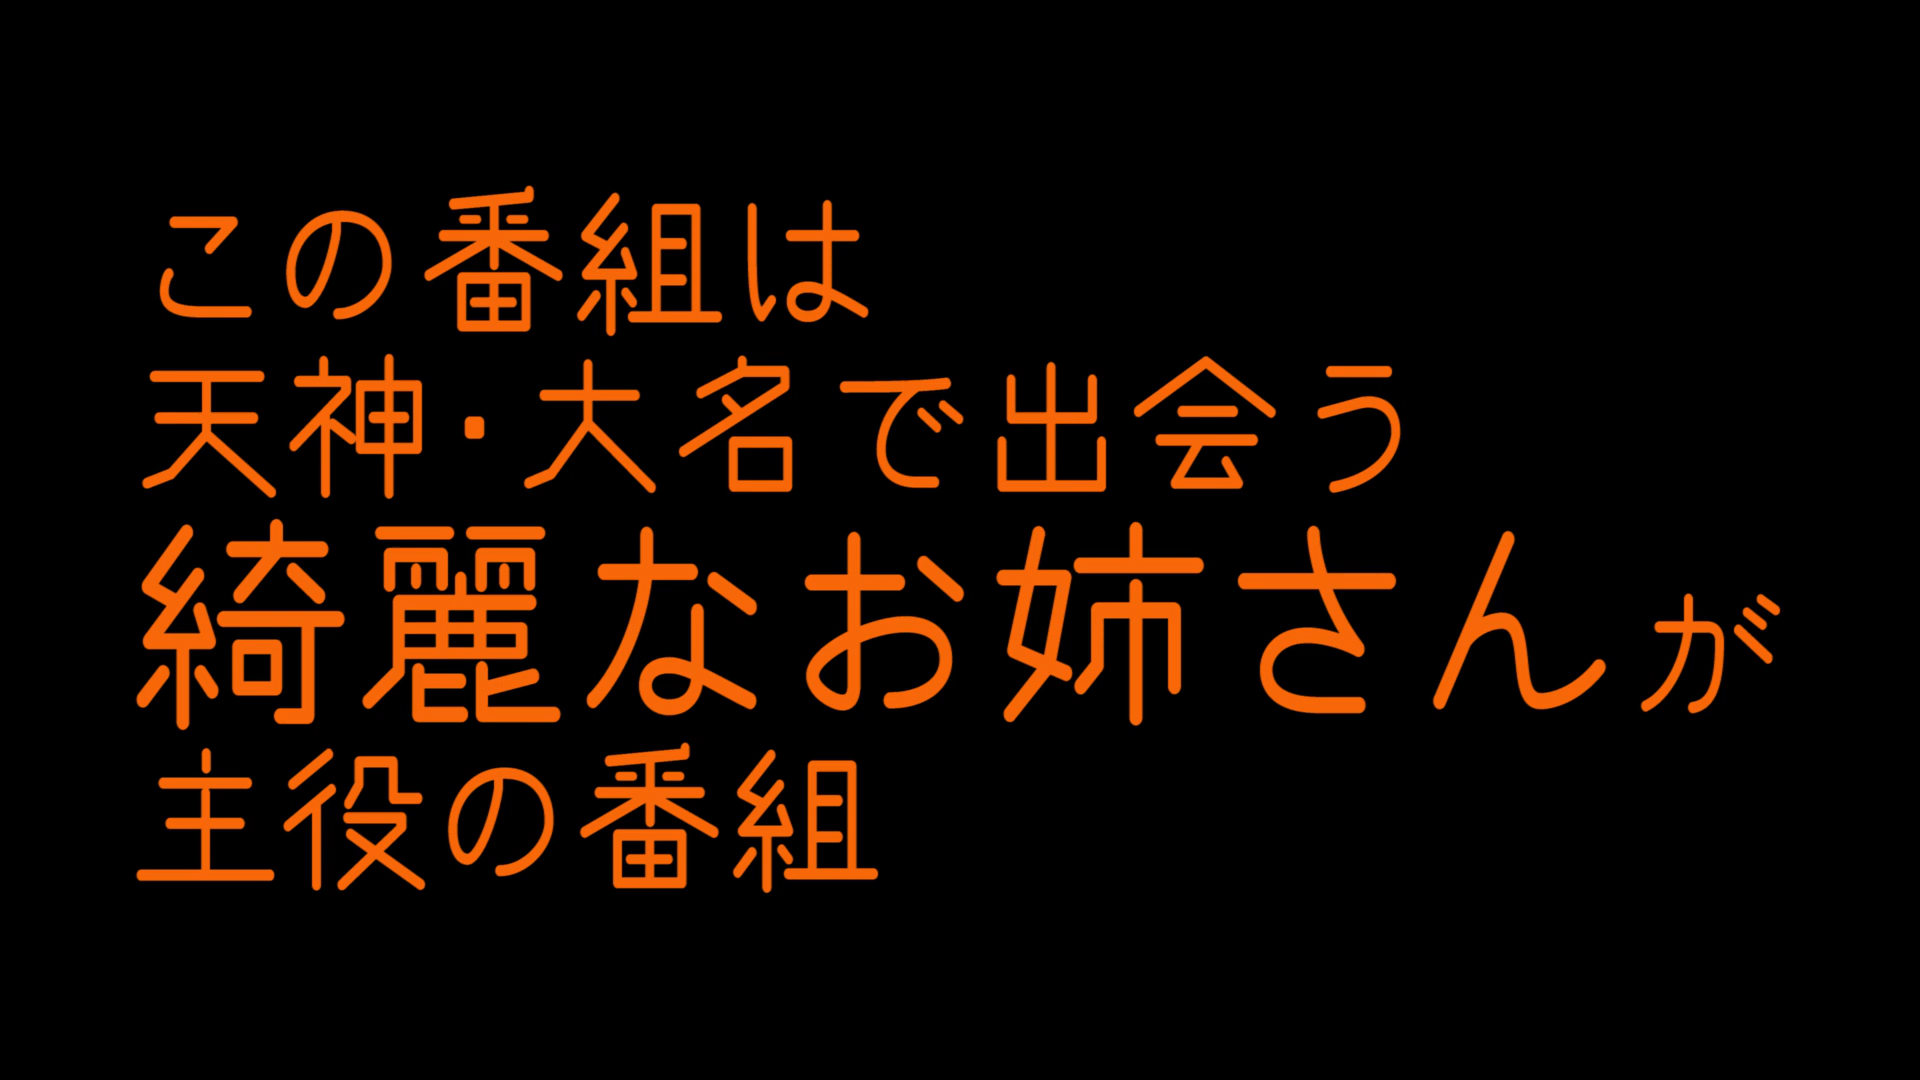 この番組は
天神・大名で出会う
綺麗なお姉さんが
主役の番組